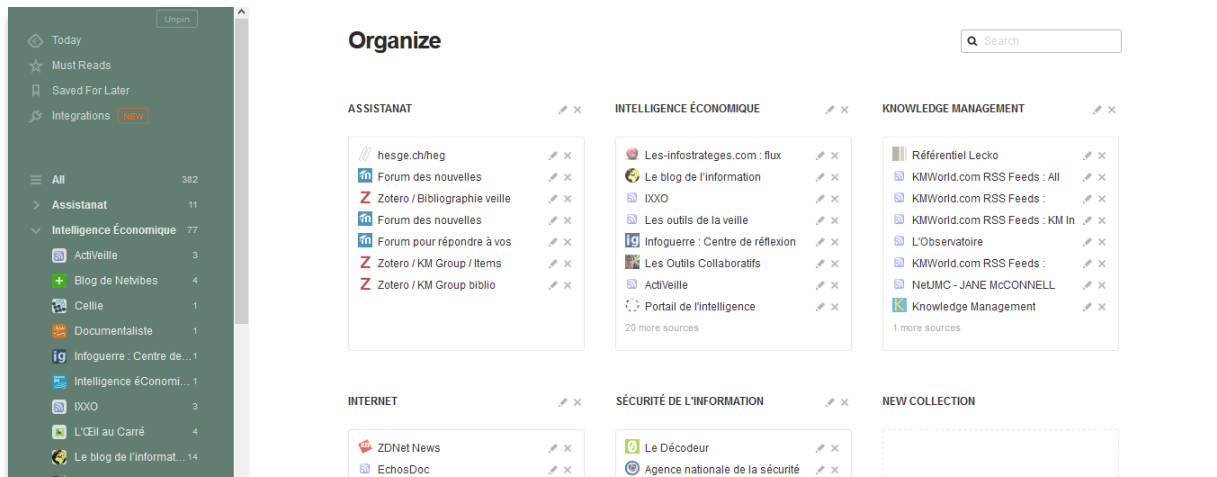 Unpin
Today
Must Reads
Saved For Later
Integrations NEW
All 382
Assistanat 11
Intelligence Économique 77
ActiVeille 3
Blog de Netvibes 4
Cellie 1
Documentaliste 1
Infoguerre : Centre de... 1
Intelligence éConomi... 1
IXXO 3
L'Œil au Carré 4
Le blog de l'informat... 14
Organize
Search
ASSISTANAT
hesge.ch/heg
Forum des nouvelles
Zotero / Bibliographie veille
Forum des nouvelles
Forum pour répondre à vos
Zotero / KM Group / Items
Zotero / KM Group biblio
INTELLIGENCE ÉCONOMIQUE
Les-infostrateges.com : flux
Le blog de l'information
IXXO
Les outils de la veille
Infoguerre : Centre de réflexion
Les Outils Collaboratifs
ActiVeille
Portail de l'intelligence
20 more sources
KNOWLEDGE MANAGEMENT
Référentiel Lecko
KMWorld.com RSS Feeds : All
KMWorld.com RSS Feeds :
KMWorld.com RSS Feeds : KM In
L'Observatoire
KMWorld.com RSS Feeds :
NetJMC - JANE McCONNELL
Knowledge Management
1 more sources
INTERNET
ZDNet News
EchosDoc
SÉCURITÉ DE L'INFORMATION
Le Décodeur
Agence nationale de la sécurité
NEW COLLECTION